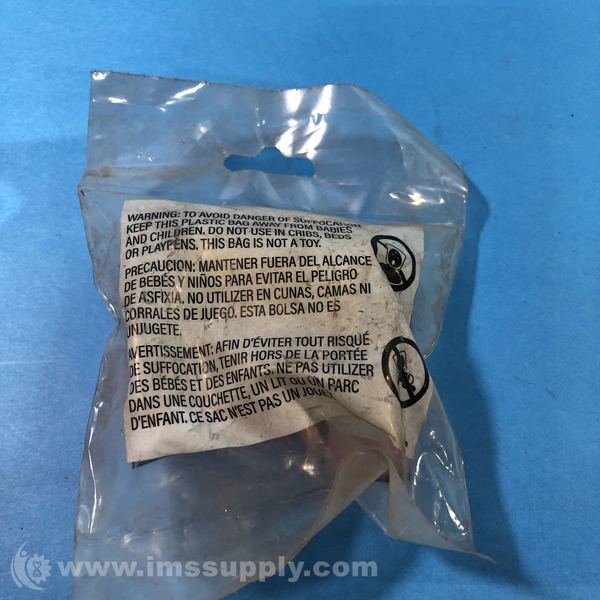 WARNING: TO AVOID DANGER OF SUFFOCATION
KEEP THIS PLASTIC BAG AWAY FROM BABIES
AND CHILDREN. DO NOT USE IN CRIBS, BEDS
OR PLAYPENS. THIS BAG IS NOT A TOY.
PRECAUCION: MANTENER FUERA DEL ALCANCE
DE BEBÉS Y NIÑOS PARA EVITAR EL PELIGRO
DE ASFIXIA. NO UTILIZER EN CUNAS, CAMAS NI
CORRALES DE JUEGO. ESTA BOLSA NO ES
UNJUGETE.
AVERTISSEMENT: AFIN D'ÉVITER TOUT RISQUÉ
DE SUFFOCATION, TENIR HORS DE LA PORTÉE
DES BÉBÉS ET DES ENFANTS. NE PAS UTILIZER
DANS UNE COUCHETTE, UN LIT OU UN PARC
D'ENFANT. CE SAC N'EST PAS UN JOUET
www.imssupply.com/